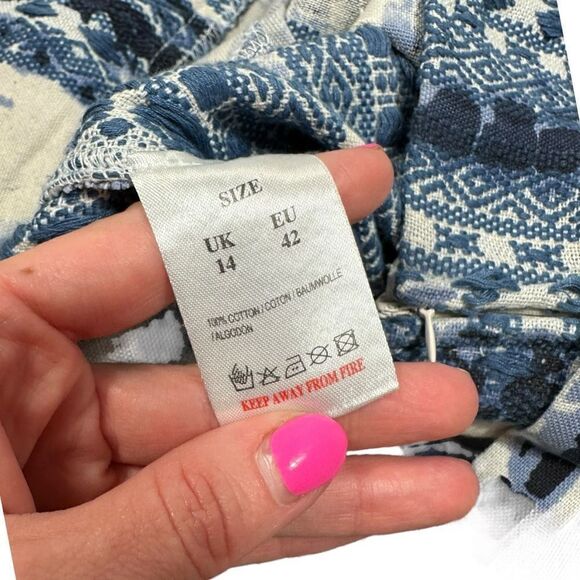 SIZE
UK EU
14 42
100% COTTON / COTON / BAUMWOLLE
/ ALGODON
KEEP AWAY FROM FIRE